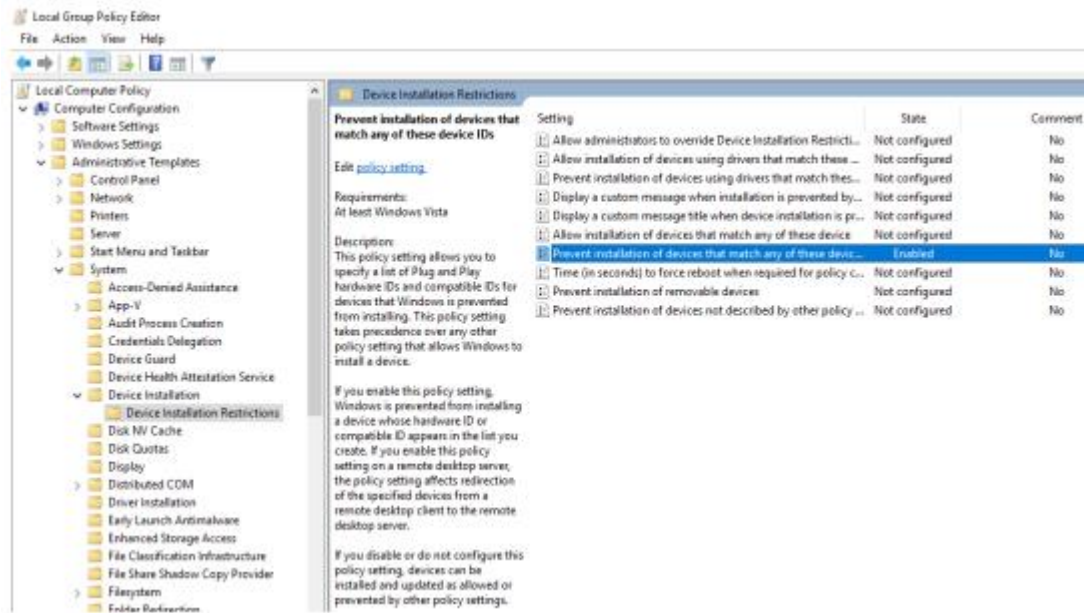 Local Group Policy Editor
File Action View Help
Local Computer Policy
Computer Configuration
Software Settings
Windows Settings
Administrative Templates
Control Panel
Network
Printers
Server
Start Menu and Taskbar
System
Access-Denied Assistance
App-V
Audit Process Creation
Credentials Delegation
Device Guard
Device Health Attestation Service
Device Installation
Device Installation Restrictions
Disk NV Cache
Disk Quotas
Display
Distributed COM
Driver Installation
Early Launch Antimalware
Enhanced Storage Access
File Classification Infrastructure
File Share Shadow Copy Provider
Filesystem
Folder Redirection
Device Installation Restrictions
Prevent installation of devices that
match any of these device IDs
Edit policy setting
Requirements:
At least Windows Vista
Description:
This policy setting allows you to
specify a list of Plug and Play
hardware IDs and compatible IDs for
devices that Windows is prevented
from installing. This policy setting
takes precedence over any other
policy setting that allows Windows to
install a device.
If you enable this policy setting,
Windows is prevented from installing
a device whose hardware ID or
compatible ID appears in the list you
create. If you enable this policy
setting on a remote desktop server,
the policy setting affects redirection
of the specified devices from a
remote desktop client to the remote
desktop server.
If you disable or do not configure this
policy setting, devices can be
installed and updated as allowed or
prevented by other policy settings.
Setting State Comment
Allow administrators to override Device Installation Restricti... Not configured No
Allow installation of devices using drivers that match these ... Not configured No
Prevent installation of devices using drivers that match thes... Not configured No
Display a custom message when installation is prevented by... Not configured No
Display a custom message title when device installation is pr... Not configured No
Allow installation of devices that match any of these device Not configured No
Prevent installation of devices that match any of these devic... Enabled No
Time (in seconds) to force reboot when required for policy c... Not configured No
Prevent installation of removable devices Not configured No
Prevent installation of devices not described by other policy ... Not configured No